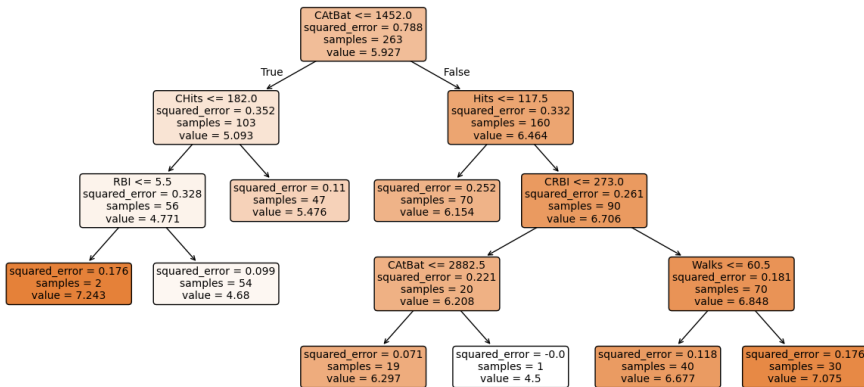 CAtBat <= 1452.0
squared_error = 0.788
samples = 263
value = 5.927
True
False
CHits <= 182.0
squared_error = 0.352
samples = 103
value = 5.093
Hits <= 117.5
squared_error = 0.332
samples = 160
value = 6.464
RBI <= 5.5
squared_error = 0.328
samples = 56
value = 4.771
squared_error = 0.11
samples = 47
value = 5.476
squared_error = 0.252
samples = 70
value = 6.154
CRBI <= 273.0
squared_error = 0.261
samples = 90
value = 6.706
squared_error = 0.176
samples = 2
value = 7.243
squared_error = 0.099
samples = 54
value = 4.68
CAtBat <= 2882.5
squared_error = 0.221
samples = 20
value = 6.208
Walks <= 60.5
squared_error = 0.181
samples = 70
value = 6.848
squared_error = 0.071
samples = 19
value = 6.297
squared_error = -0.0
samples = 1
value = 4.5
squared_error = 0.118
samples = 40
value = 6.677
squared_error = 0.176
samples = 30
value = 7.075